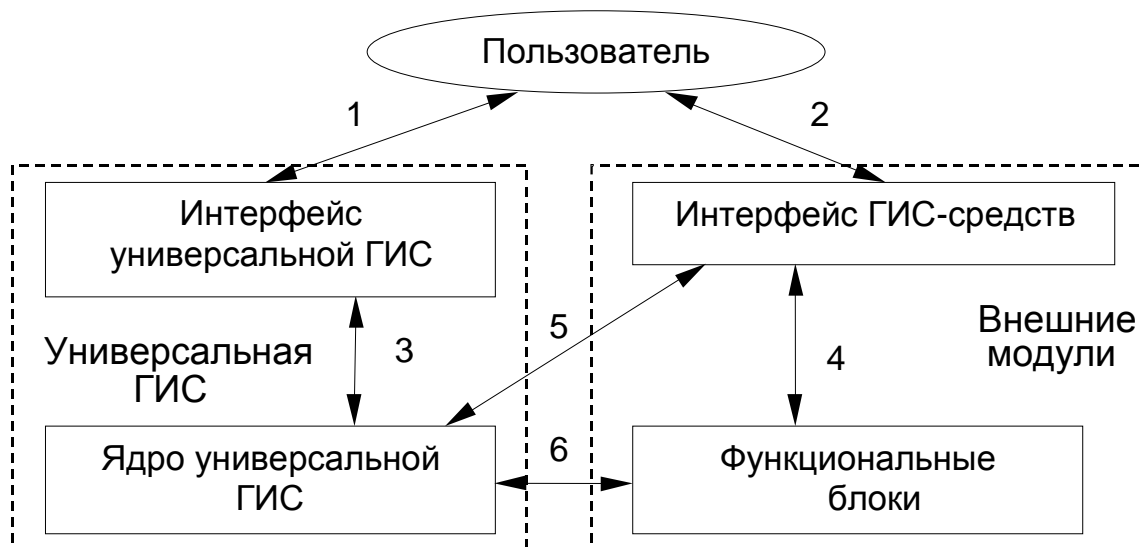 Пользователь
1
2
Интерфейс
универсальной ГИС
Интерфейс ГИС-средств
Универсальная
ГИС
3
5
4
Внешние
модули
Ядро универсальной
ГИС
6
Функциональные
блоки